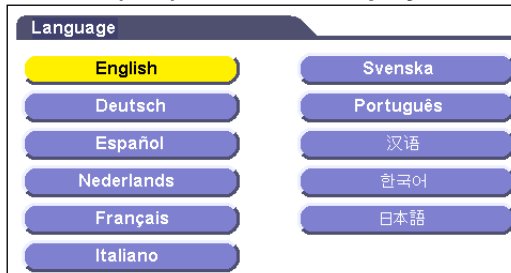 Language
English
Deutsch
Español
Nederlands
Français
Italiano
Svenska
Português
汉语
한국어
日本語